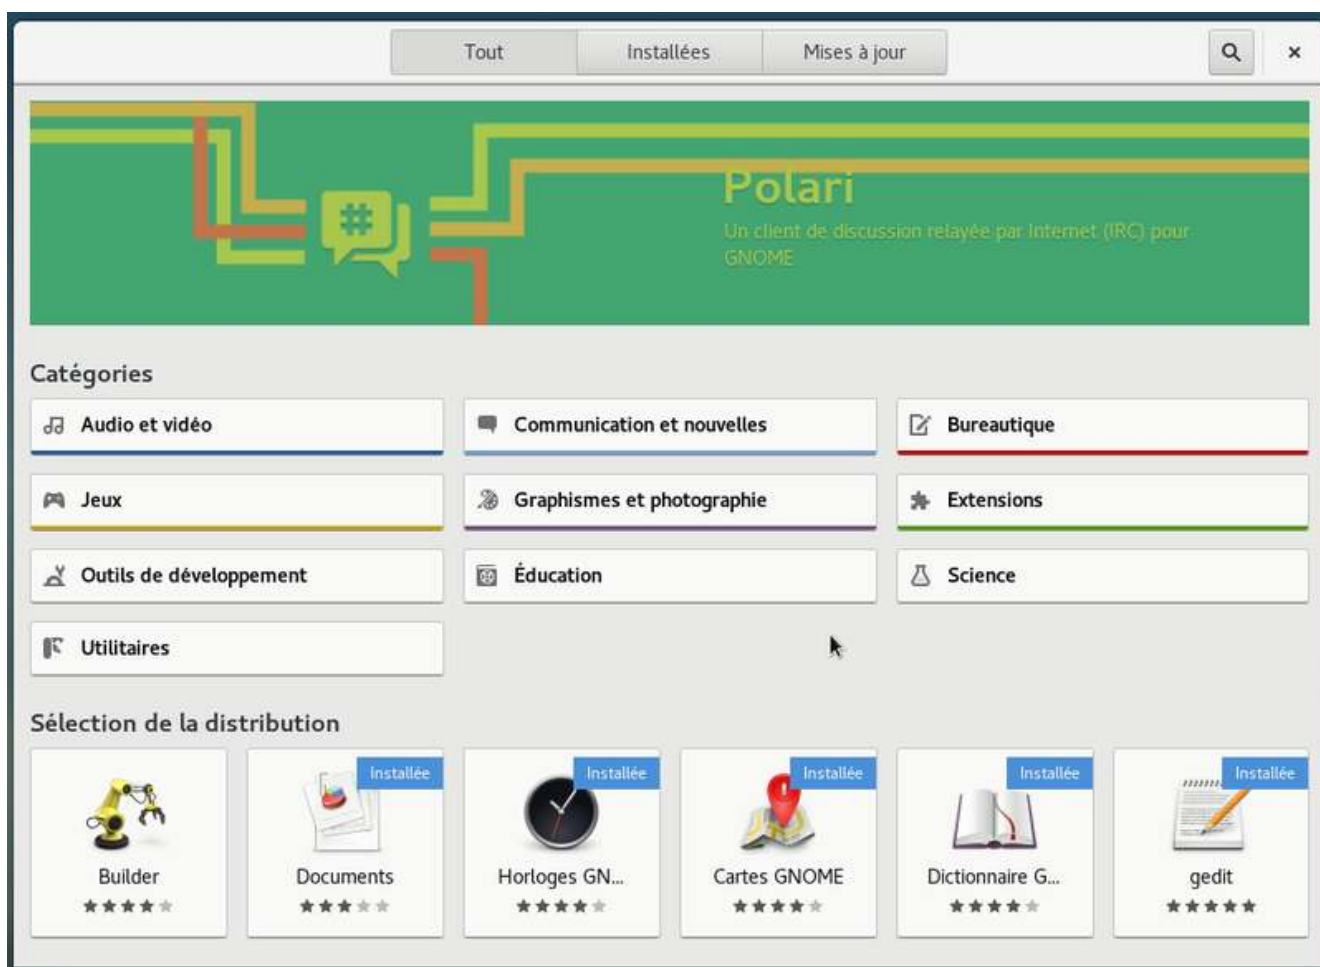 Tout
Installées
Mises à jour
Polari
Un client de discussion relayée par Internet (IRC) pour
GNOME
Catégories
Audio et vidéo
Communication et nouvelles
Bureautique
Jeux
Graphismes et photographie
Extensions
Outils de développement
Éducation
Science
Utilitaires
Sélection de la distribution
Installée
Installée
Installée
Installée
Installée
Builder
Documents
Horloges GN...
Cartes GNOME
Dictionnaire G...
gedit